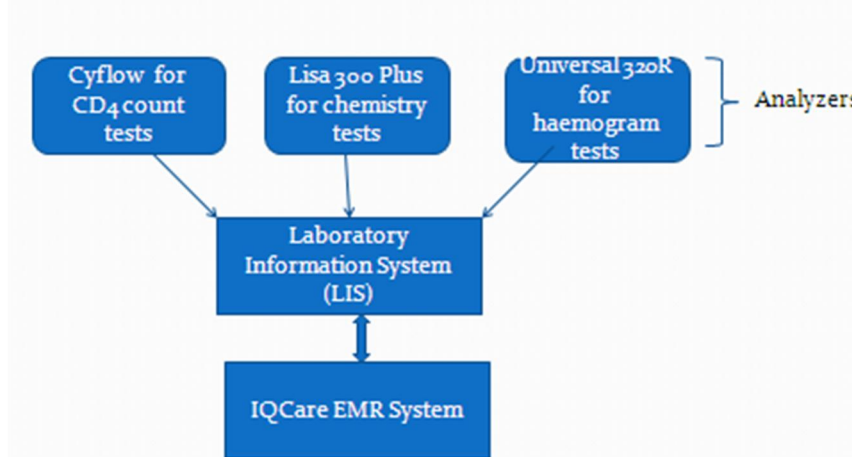 Cyflow for
CD4 count
tests
Lisa 300 Plus
for chemistry
tests
Universal 320R
for
haemogram
tests
Analyzers
Laboratory
Information System
(LIS)
IQCare EMR System